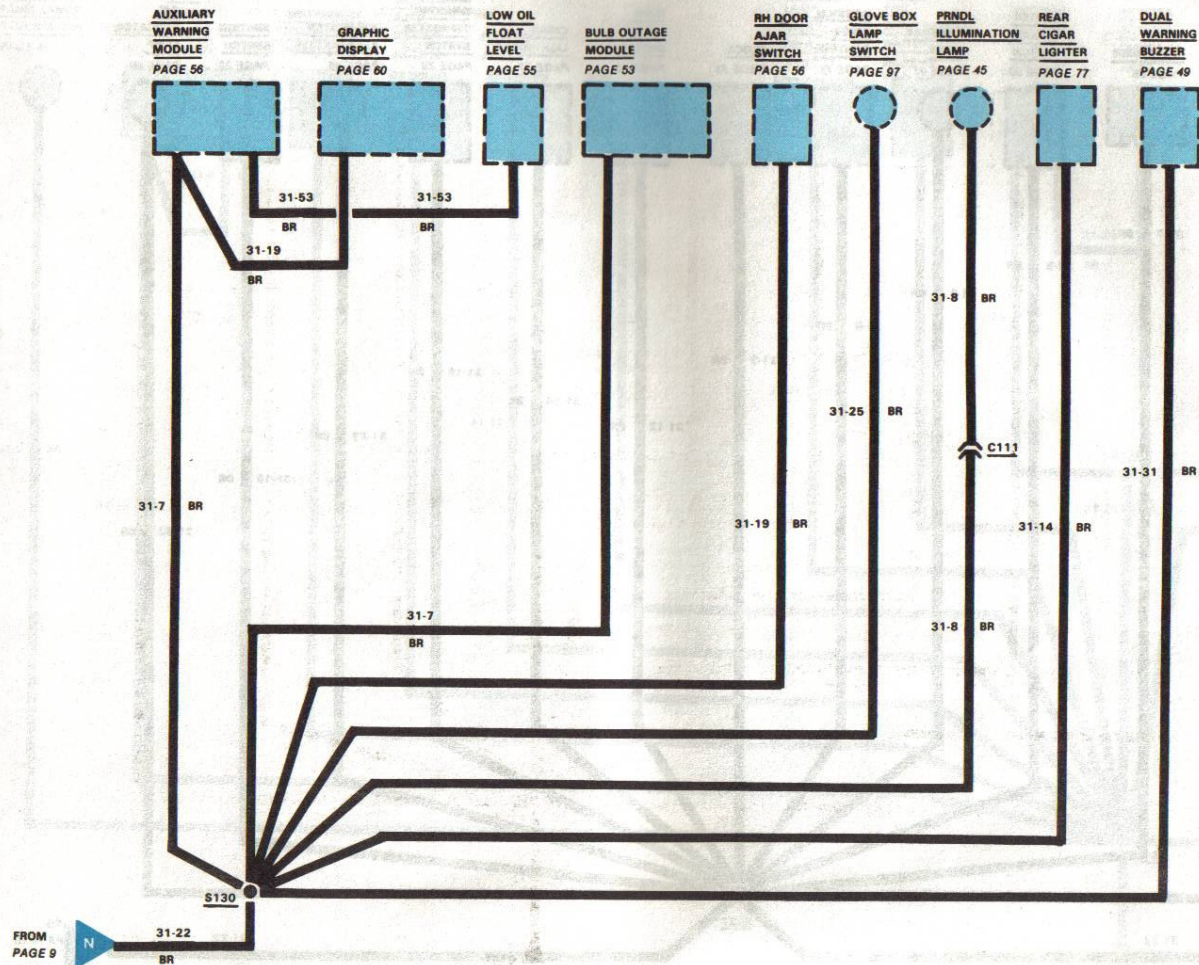 AUXILIARY
WARNING
MODULE
PAGE 56
GRAPHIC
DISPLAY
PAGE 60
LOW OIL
FLOAT
LEVEL
PAGE 55
BULB OUTAGE
MODULE
PAGE 53
RH DOOR
AJAR
SWITCH
PAGE 56
GLOVE BOX
LAMP
SWITCH
PAGE 97
PRNDL
ILLUMINATION
LAMP
PAGE 45
REAR
CIGAR
LIGHTER
PAGE 77
DUAL
WARNING
BUZZER
PAGE 49
31-53
BR
31-53
BR
31-19
BR
31-8 BR
31-25 BR
C111
31-31 BR
31-7 BR
31-19 BR
31-14 BR
31-7
BR
31-8 BR
S130
FROM
PAGE 9
N
31-22
BR